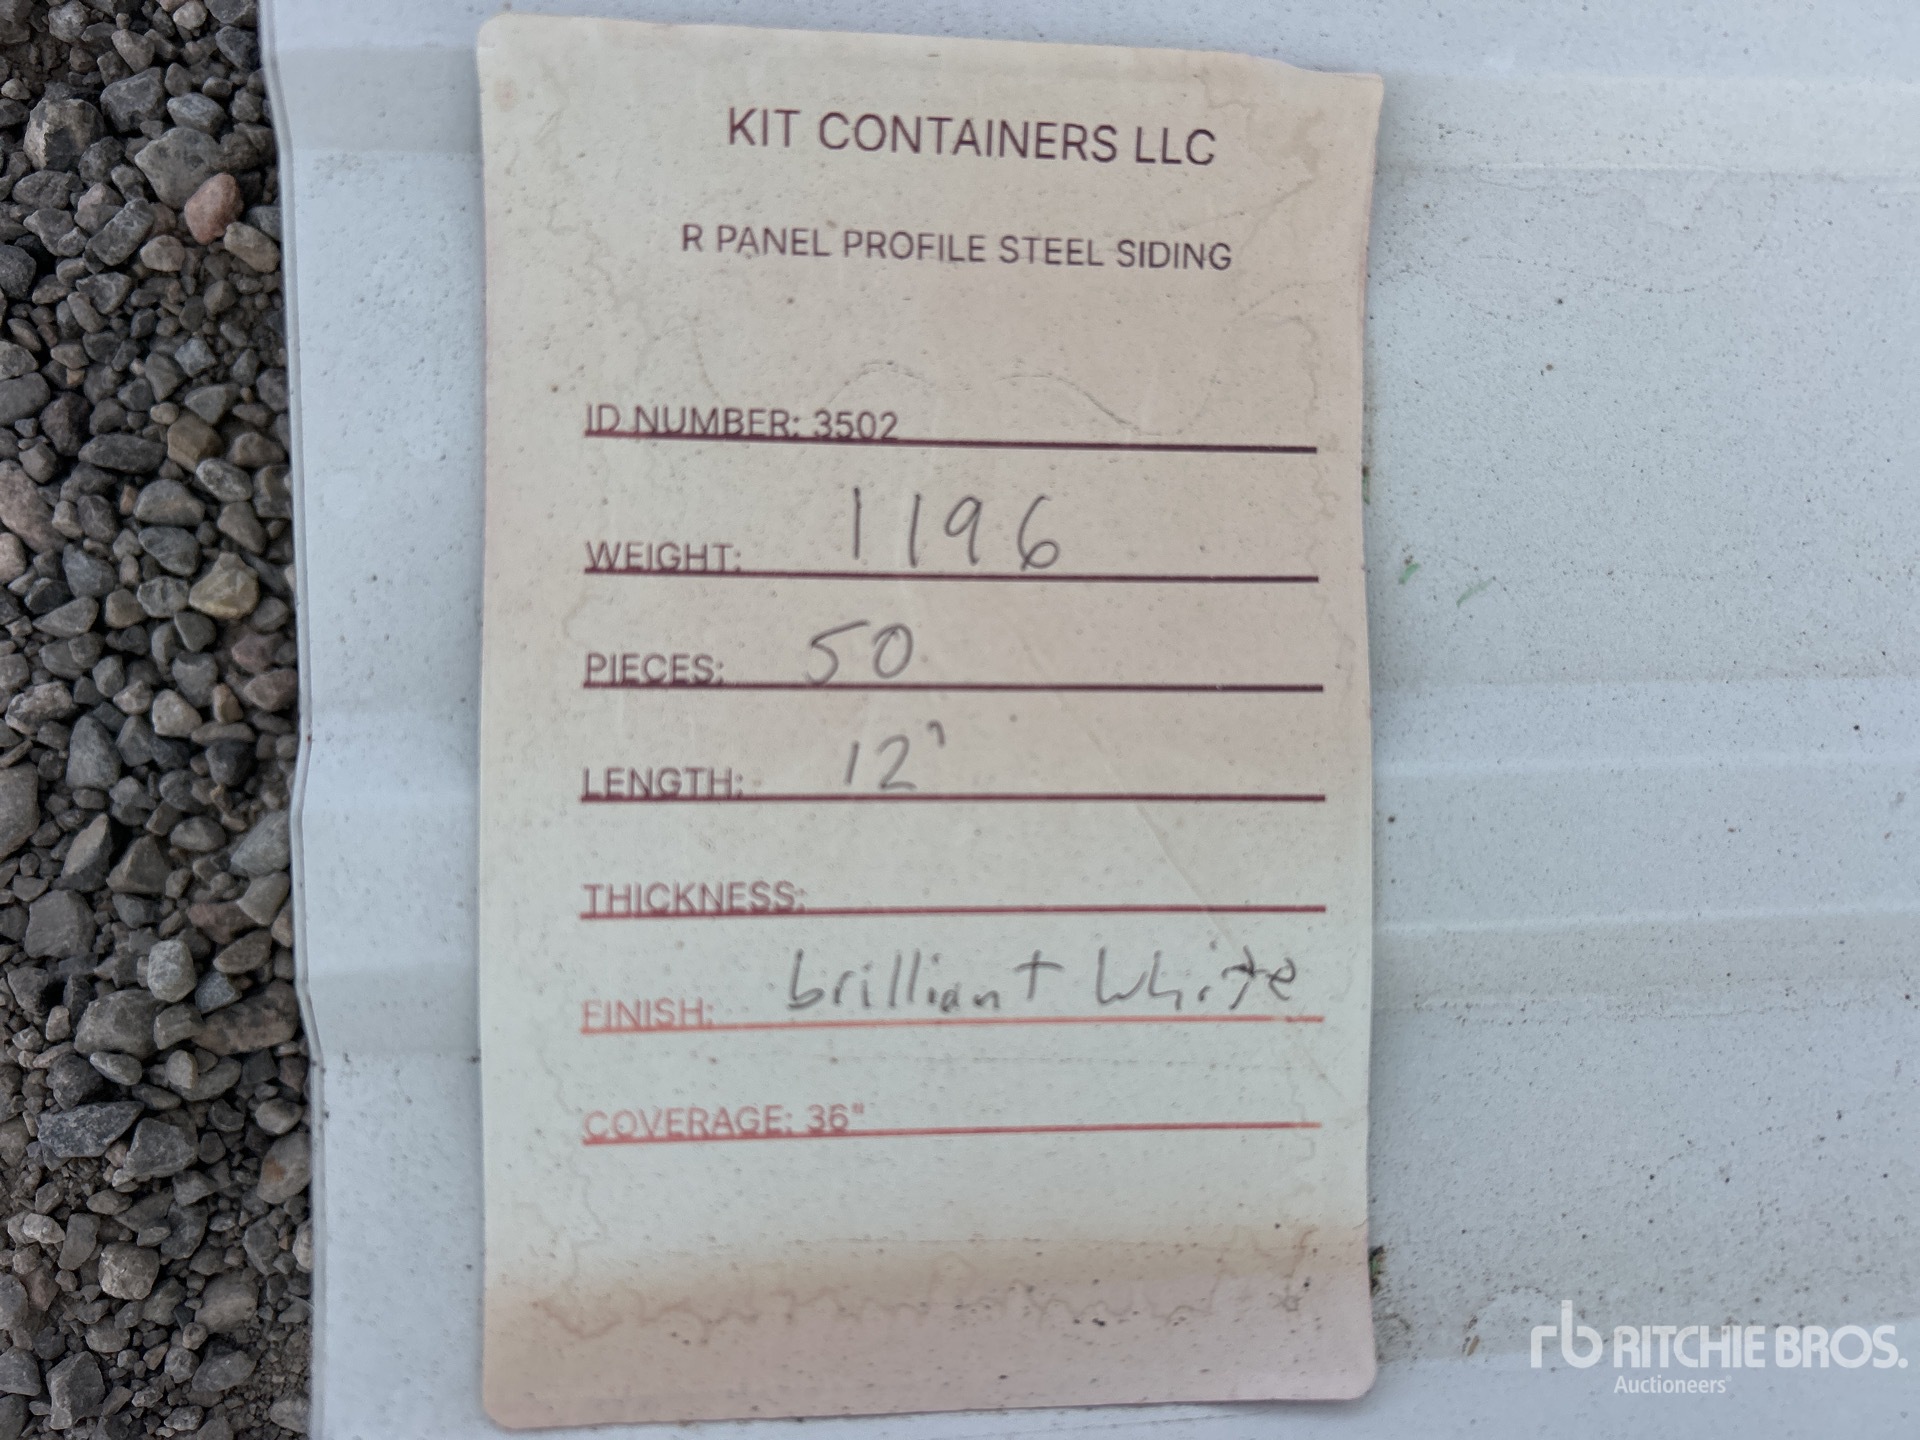 KIT CONTAINERS LLC
R PANEL PROFILE STEEL SIDING
ID NUMBER: 3502
WEIGHT: 1196
PIECES: 50
LENGTH: 12'
THICKNESS:
FINISH: brilliant White
COVERAGE: 36"
rb RITCHIE BROS.
Auctioneers